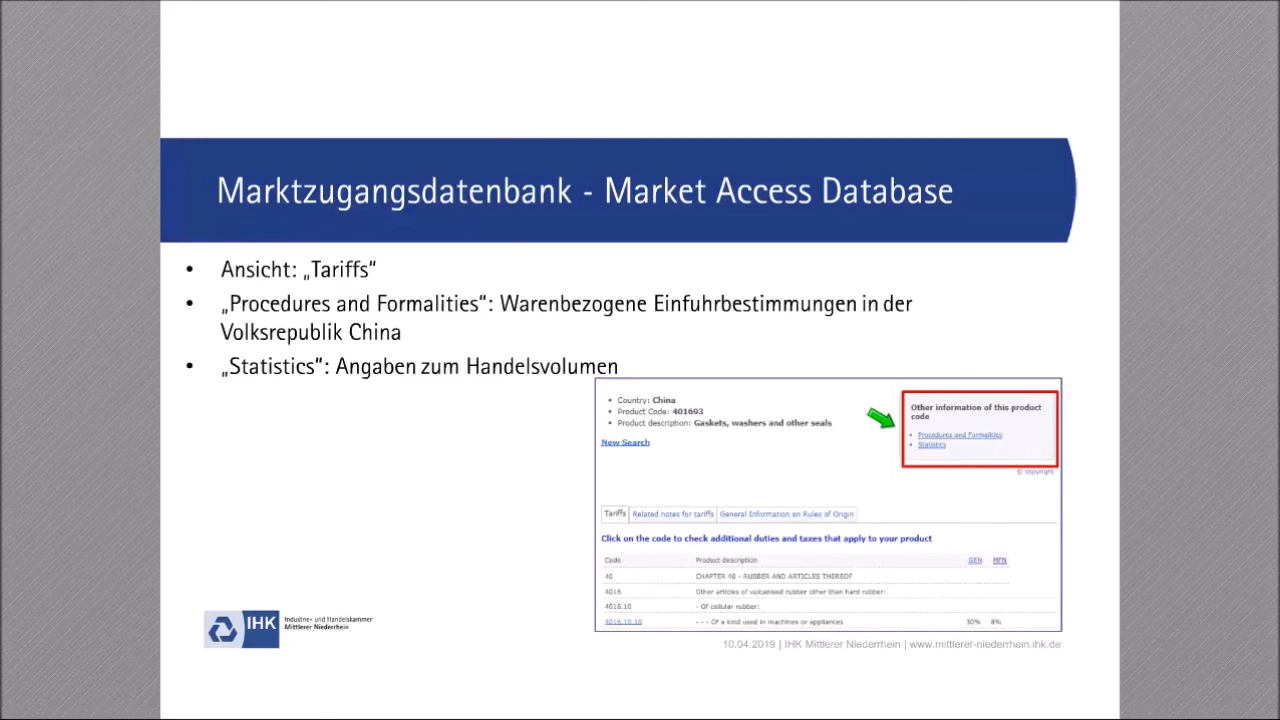 Marktzugangsdatenbank - Market Access Database
• Ansicht: „Tariffs“
• „Procedures and Formalities“: Warenbezogene Einfuhrbestimmungen in der
Volksrepublik China
• „Statistics“: Angaben zum Handelsvolumen
• Country: China
• Product Code: 401693
• Product description: Gaskets, washers and other seals
New Search
Other information of this product
code
• Procedures and Formalities
• Statistics
© copyright
Tariffs Related notes for tariffs General Information on Rules of Origin
Click on the code to check additional duties and taxes that apply to your product
Code Product description GEN MFN
40 CHAPTER 40 - RUBBER AND ARTICLES THEREOF
4016 Other articles of vulcanised rubber other than hard rubber:
4016.10 - Of cellular rubber:
4016.10.10 - - - Of a kind used in machines or appliances 30% 8%
IHK Industrie- und Handelskammer
Mittlerer Niederrhein
10.04.2019 | IHK Mittlerer Niederrhein | www.mittlerer-niederrhein.ihk.de